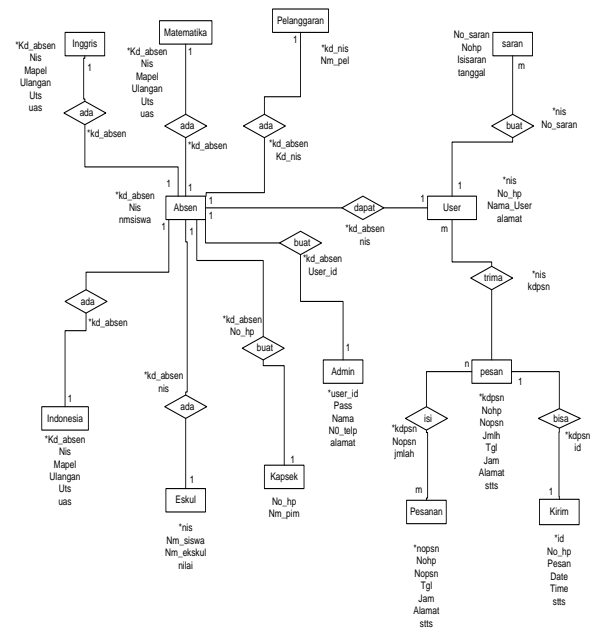 Inggris
1
*Kd_absen
Nis
Mapel
Ulangan
Uts
uas
ada
*kd_absen
1
Matematika
1
*Kd_absen
Nis
Mapel
Ulangan
Uts
uas
ada
*kd_absen
1
Pelanggaran
1
*kd_nis
Nm_pel
ada
*kd_absen
Kd_nis
1
saran
m
No_saran
Nohp
Isisaran
tanggal
buat
*nis
No_saran
1
*kd_absen
Nis
nmsiswa
Absen
1
dapat
*kd_absen
nis
1
User
*nis
No_hp
Nama_User
alamat
m
1
1
1
1
buat
*kd_absen
User_id
trima
*nis
kdpsn
ada
*kd_absen
1
Indonesia
*Kd_absen
Nis
Mapel
Ulangan
Uts
uas
*kd_absen
nis
ada
1
Eskul
*nis
Nm_siswa
Nm_ekskul
nilai
*kd_absen
No_hp
buat
1
Kapsek
No_hp
Nm_pim
1
Admin
*user_id
Pass
Nama
N0_telp
alamat
n
pesan
1
*kdpsn
Nohp
Nopsn
Jmlh
Tgl
Jam
Alamat
stts
isi
*kdpsn
Nopsn
jmlah
m
Pesanan
*nopsn
Nohp
Nopsn
Tgl
Jam
Alamat
stts
bisa
*kdpsn
id
1
Kirim
*id
No_hp
Pesan
Date
Time
stts